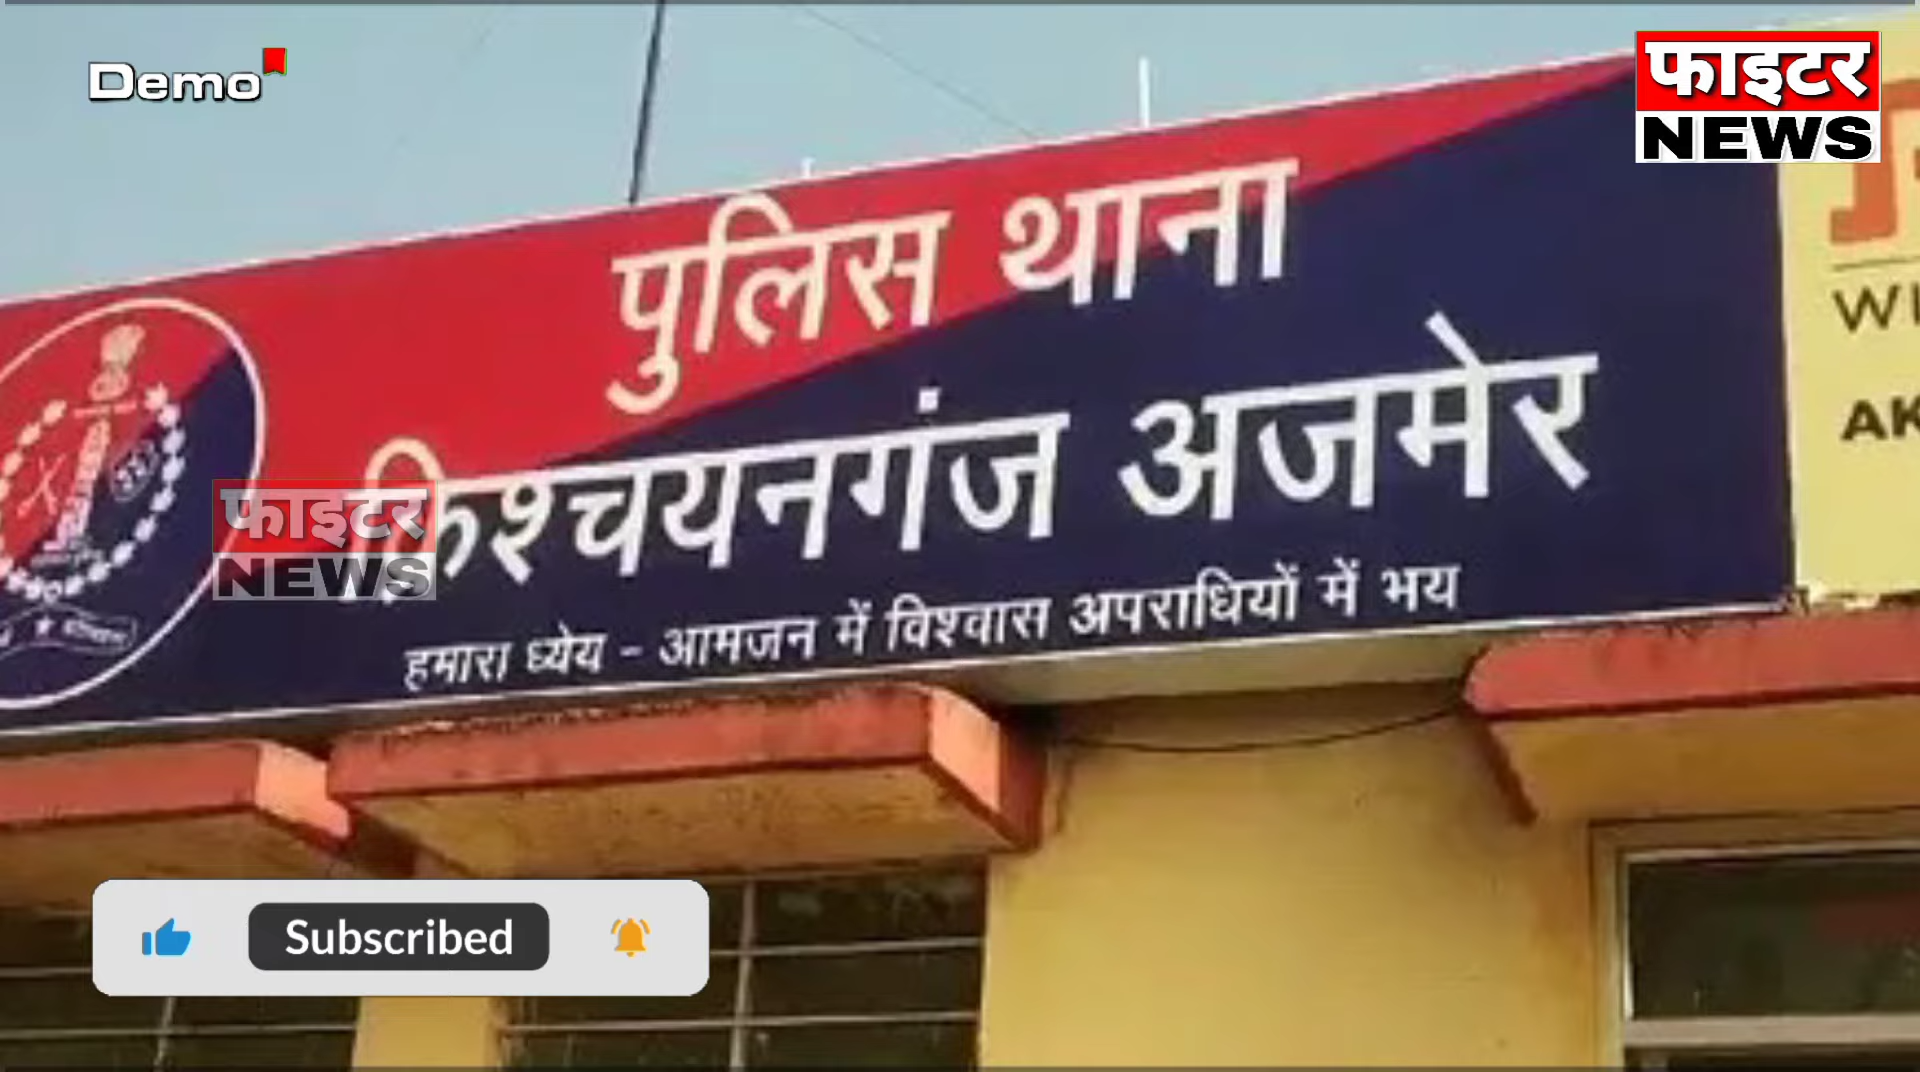 Demo
फाइटर
NEWS
पुलिस थाना
क्रिश्चयनगंज अजमेर
फाइटर
NEWS
हमारा ध्येय - आमजन में विश्वास अपराधियों में भय
Subscribed